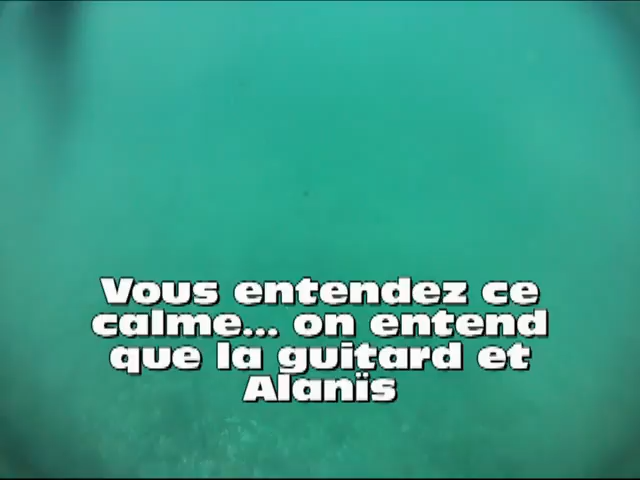 Vous entendez ce
calme... on entend
que la guitard et
Alanïs